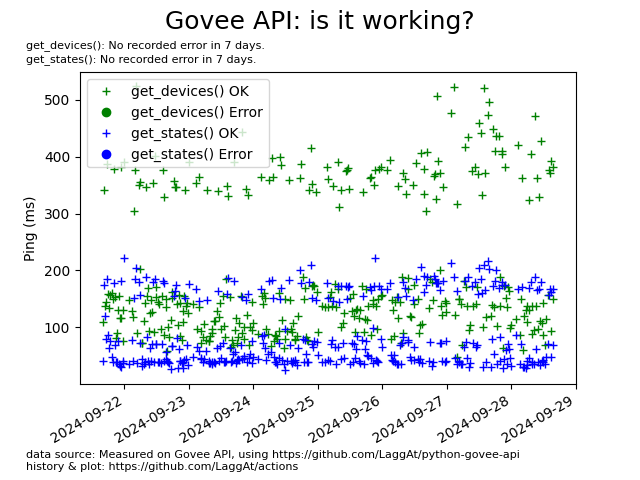 Govee API: is it working?
get_devices(): No recorded error in 7 days.
get_states(): No recorded error in 7 days.
get_devices() OK
get_devices() Error
get_states() OK
get_states() Error
Ping (ms)
500
400
300
200
100
2024-09-22
2024-09-23
2024-09-24
2024-09-25
2024-09-26
2024-09-27
2024-09-28
2024-09-29
data source: Measured on Govee API, using https://github.com/LaggAt/python-govee-api
history & plot: https://github.com/LaggAt/actions